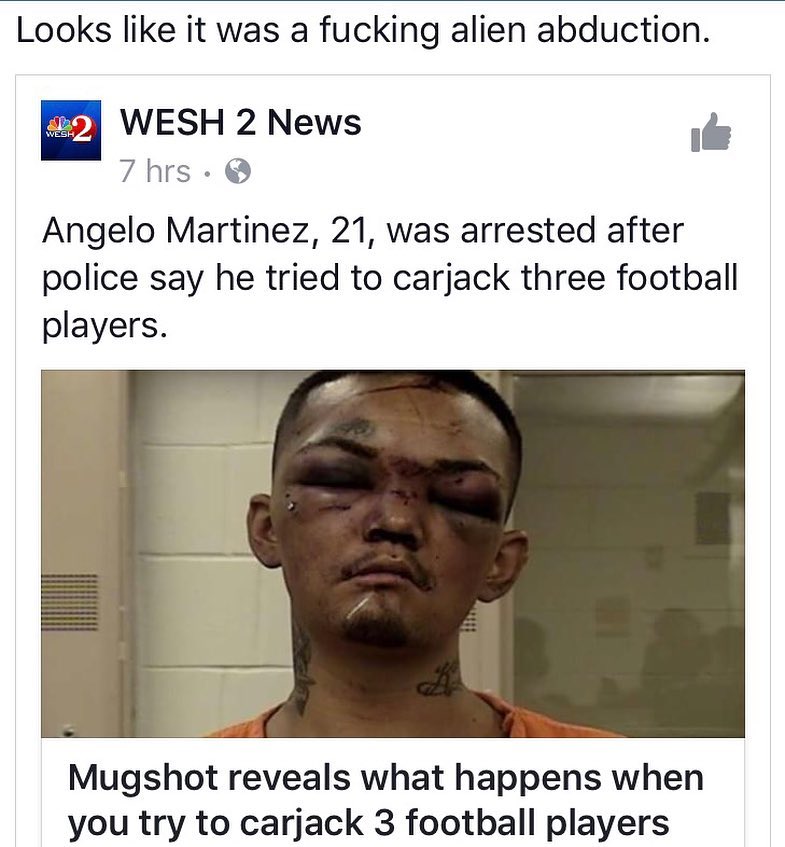 Looks like it was a fucking alien abduction.
WESH 2
WESH 2 News
7 hrs ·
Angelo Martinez, 21, was arrested after
police say he tried to carjack three football
players.
Mugshot reveals what happens when
you try to carjack 3 football players